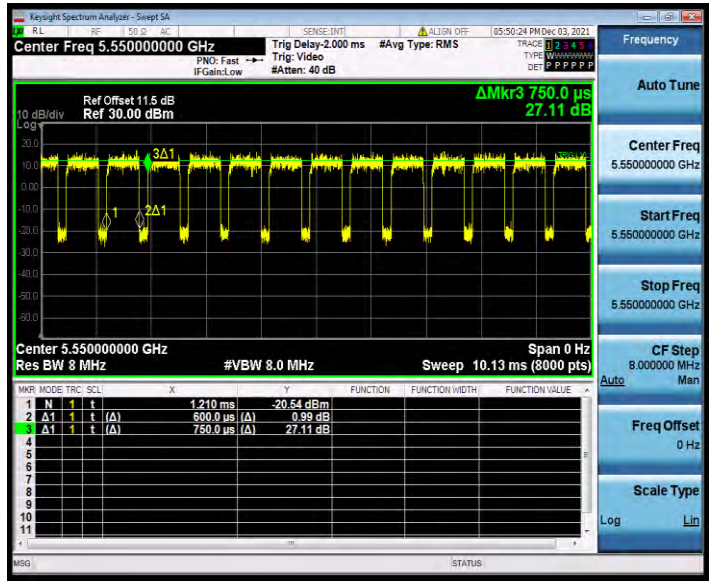 Keysight Spectrum Analyzer - Swept SA
RL RF 50 Ω AC SENSE:INT ALIGN OFF 05:50:24 PM Dec 03, 2021
Center Freq 5.550000000 GHz
PNO: Fast
IFGain:Low
Trig Delay-2.000 ms
Trig: Video
#Atten: 40 dB
#Avg Type: RMS
TRACE 1 2 3 4 5 6
TYPE WWWWWW
DET P P P P P P
ΔMkr3 750.0 µs
27.11 dB
Ref Offset 11.5 dB
10 dB/div Ref 30.00 dBm
Log
20.0
10.0
0.00
-10.0
-20.0
-30.0
-40.0
-50.0
-60.0
3Δ1
1
2Δ1
Center 5.550000000 GHz Span 0 Hz
Res BW 8 MHz #VBW 8.0 MHz Sweep 10.13 ms (8000 pts)
MKR MODE TRC SCL X Y FUNCTION FUNCTION WIDTH FUNCTION VALUE
1 N 1 t 1.210 ms -20.54 dBm
2 Δ1 1 t (Δ) 600.0 µs (Δ) 0.99 dB
3 Δ1 1 t (Δ) 750.0 µs (Δ) 27.11 dB
4
5
6
7
8
9
10
11
MSG STATUS
Frequency
Auto Tune
Center Freq
5.550000000 GHz
Start Freq
5.550000000 GHz
Stop Freq
5.550000000 GHz
CF Step
8.000000 MHz
Auto Man
Freq Offset
0 Hz
Scale Type
Log Lin